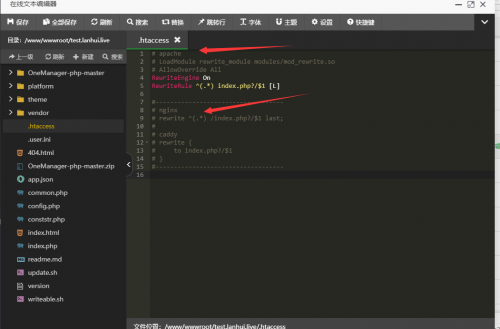 在线文本编辑器
保存 全部保存 刷新 搜索 替换 跳转行 字体 主题 设置 快捷键
目录: /www/wwwroot/test.lanhui.live
上一级 刷新 新建 搜索
.htaccess
OneManager-php-master
platform
theme
vendor
.htaccess
.user.ini
404.html
OneManager-php-master.zip
app.json
common.php
config.php
conststr.php
index.html
index.php
readme.md
update.sh
version
writeable.sh
1 # apache
2 # LoadModule rewrite_module modules/mod_rewrite.so
3 # AllowOverride All
4 RewriteEngine On
5 RewriteRule ^(.*) index.php?/$1 [L]
6
7 #----------------------------------
8 # nginx
9 # rewrite ^(.*) /index.php?/$1 last;
10 #
11 # caddy
12 # rewrite {
13 # to index.php?/$1
14 # }
15 #----------------------------------
16
文件位置: /www/wwwroot/test.lanhui.live/.htaccess